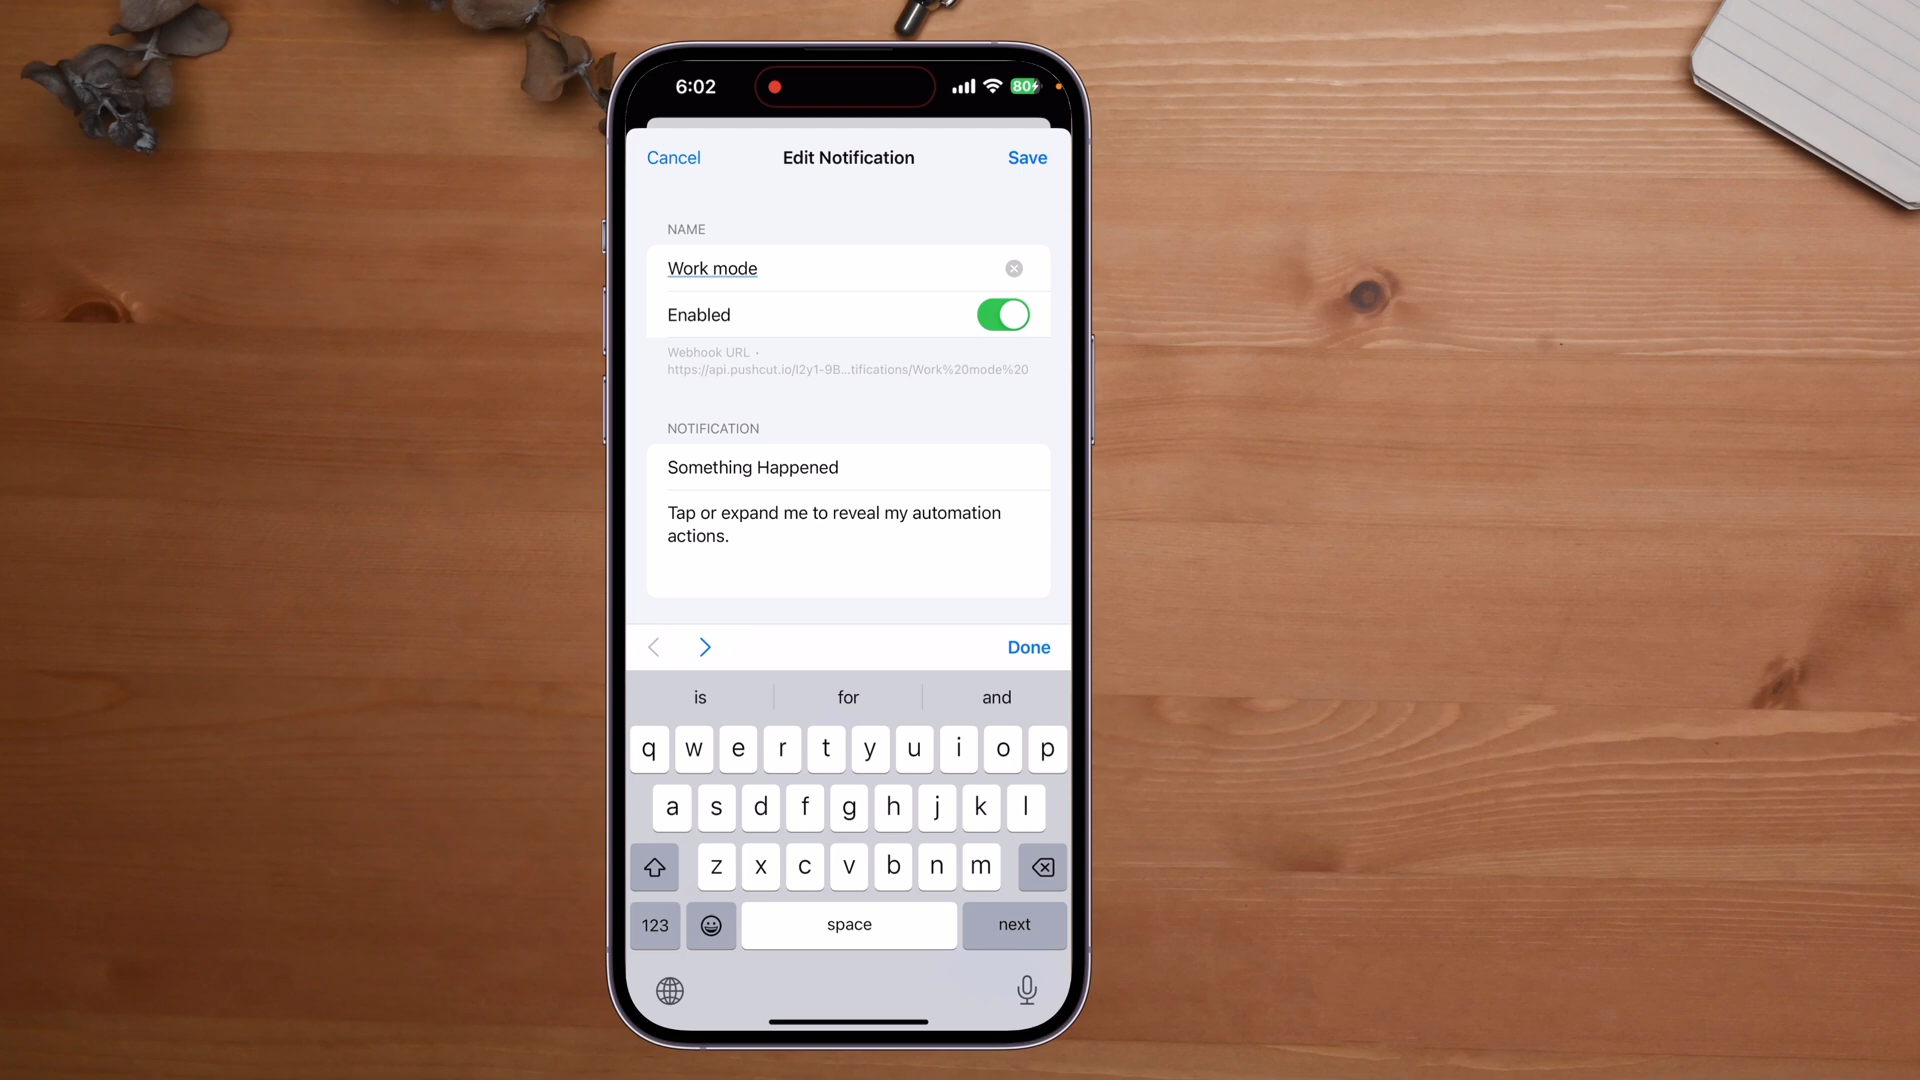 6:02
80
Cancel
Edit Notification
Save
NAME
Work mode
Enabled
Webhook URL •
https://api.pushcut.io/I2y1-9B...tifications/Work%20mode%20
NOTIFICATION
Something Happened
Tap or expand me to reveal my automation
actions.
Done
is for and
q w e r t y u i o p
a s d f g h j k l
z x c v b n m
123 space next